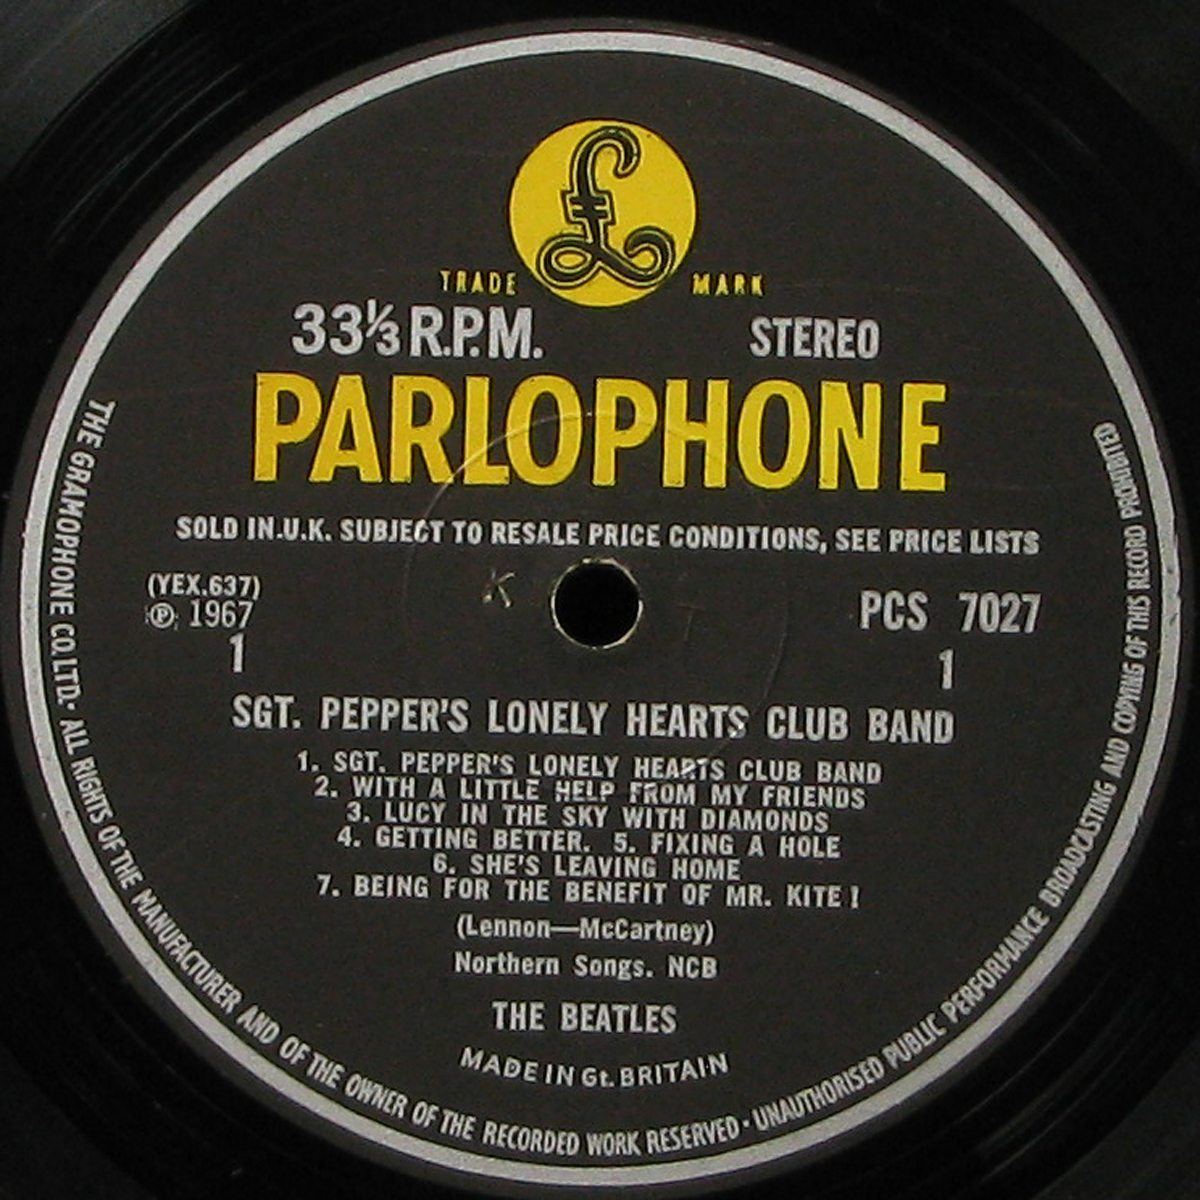 £
TRADE MARK
33⅓ R.P.M. STEREO
PARLOPHONE
SOLD IN.U.K. SUBJECT TO RESALE PRICE CONDITIONS, SEE PRICE LISTS
(YEX.637)
℗ 1967 PCS 7027
1 1
SGT. PEPPER'S LONELY HEARTS CLUB BAND
1. SGT. PEPPER'S LONELY HEARTS CLUB BAND
2. WITH A LITTLE HELP FROM MY FRIENDS
3. LUCY IN THE SKY WITH DIAMONDS
4. GETTING BETTER. 5. FIXING A HOLE
6. SHE'S LEAVING HOME
7. BEING FOR THE BENEFIT OF MR. KITE!
(Lennon—McCartney)
Northern Songs. NCB
THE BEATLES
MADE IN Gt. BRITAIN
THE GRAMOPHONE CO.LTD. · ALL RIGHTS OF THE MANUFACTURER AND OF THE OWNER OF THE RECORDED WORK RESERVED · UNAUTHORISED PUBLIC PERFORMANCE BROADCASTING AND COPYING OF THIS RECORD PROHIBITED
K
T